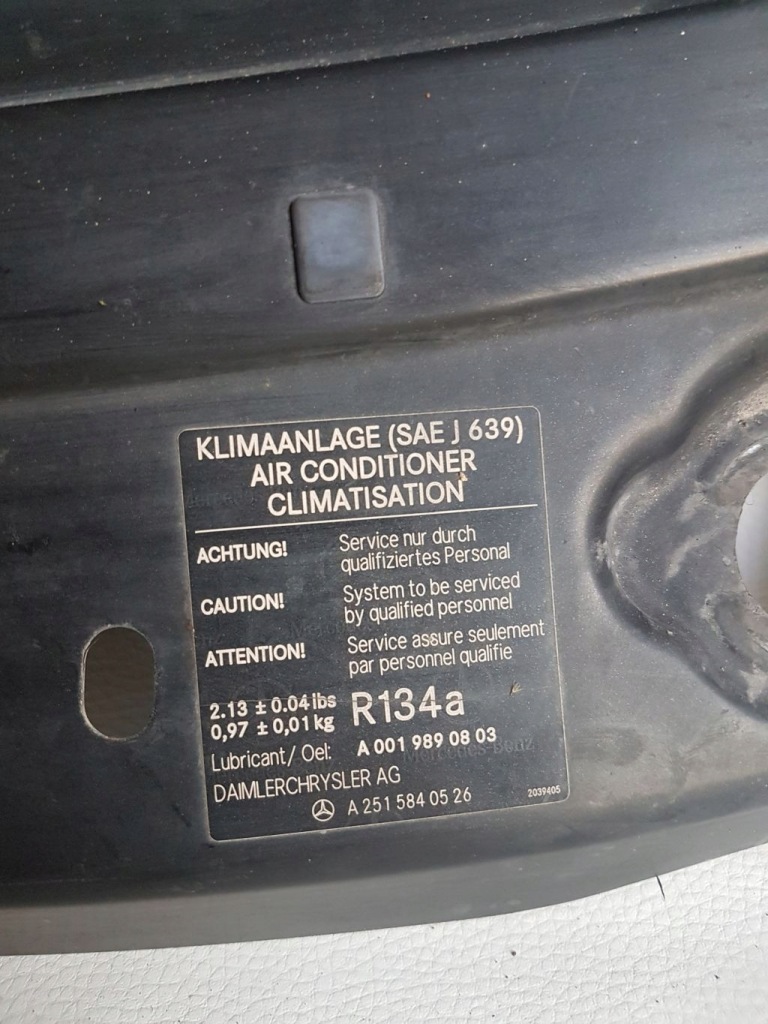 KLIMAANLAGE (SAE J 639)
AIR CONDITIONER
CLIMATISATION
ACHTUNG! Service nur durch
qualifiziertes Personal
CAUTION! System to be serviced
by qualified personnel
ATTENTION! Service assure seulement
par personnel qualifie
2.13 ± 0.04 lbs
0,97 ± 0,01 kg R134a
Lubricant/ Oel: A 001 989 08 03
Mercedes-Benz
DAIMLERCHRYSLER AG
A 251 584 05 26 2039405